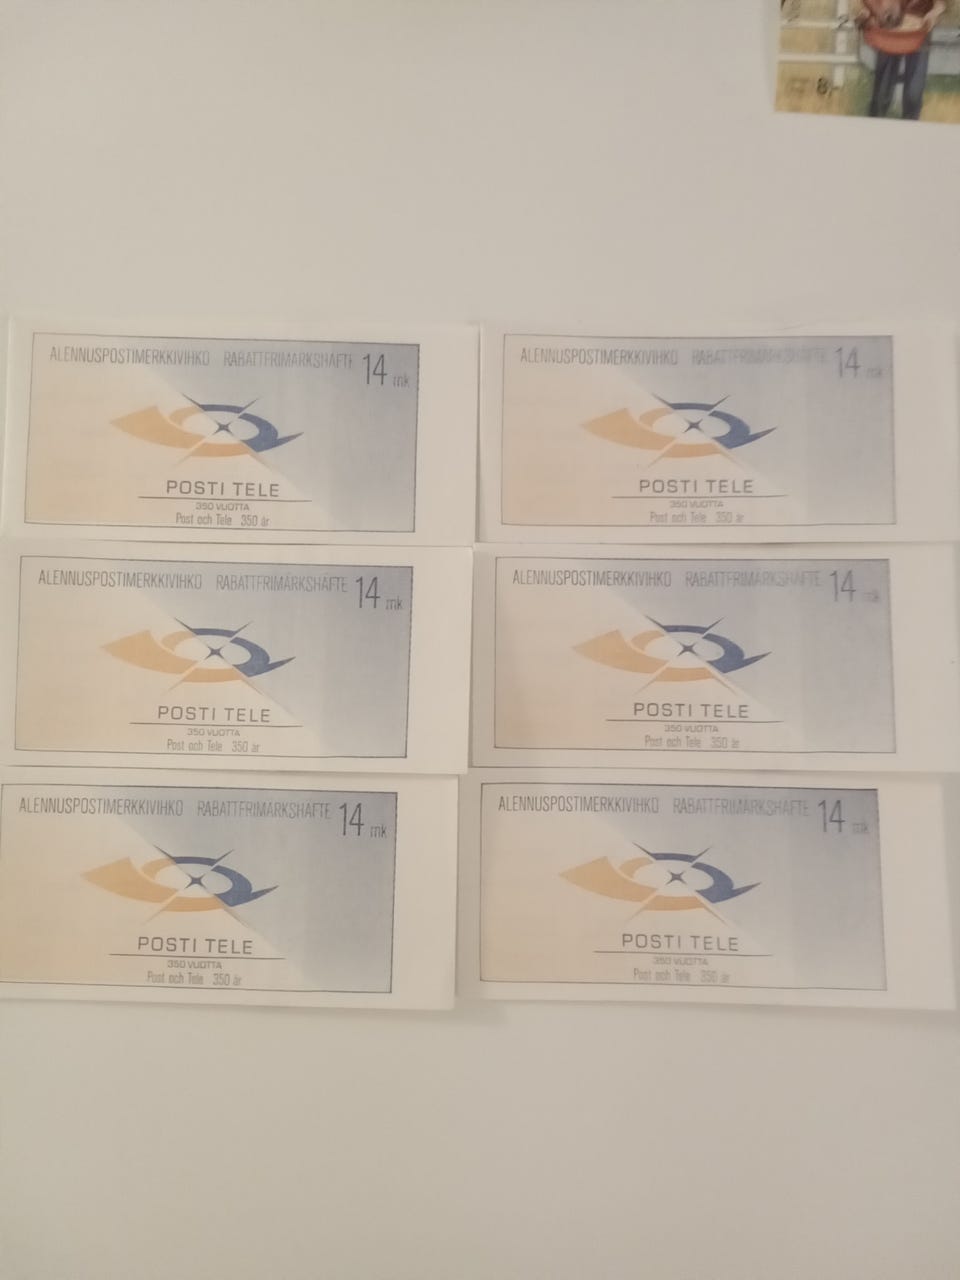 2
8,-
ALENNUSPOSTIMERKKIVIHKO RABATTFRIMÄRKSHÄFTE 14 mk
POSTI TELE
350 VUOTTA
Post och Tele 350 år
ALENNUSPOSTIMERKKIVIHKO RABATTFRIMÄRKSHÄFTE 14 mk
POSTI TELE
350 VUOTTA
Post och Tele 350 år
ALENNUSPOSTIMERKKIVIHKO RABATTFRIMÄRKSHÄFTE 14 mk
POSTI TELE
350 VUOTTA
Post och Tele 350 år
ALENNUSPOSTIMERKKIVIHKO RABATTFRIMÄRKSHÄFTE 14 mk
POSTI TELE
350 VUOTTA
Post och Tele 350 år
ALENNUSPOSTIMERKKIVIHKO RABATTFRIMÄRKSHÄFTE 14 mk
POSTI TELE
350 VUOTTA
Post och Tele 350 år
ALENNUSPOSTIMERKKIVIHKO RABATTFRIMÄRKSHÄFTE 14 mk
POSTI TELE
350 VUOTTA
Post och Tele 350 år